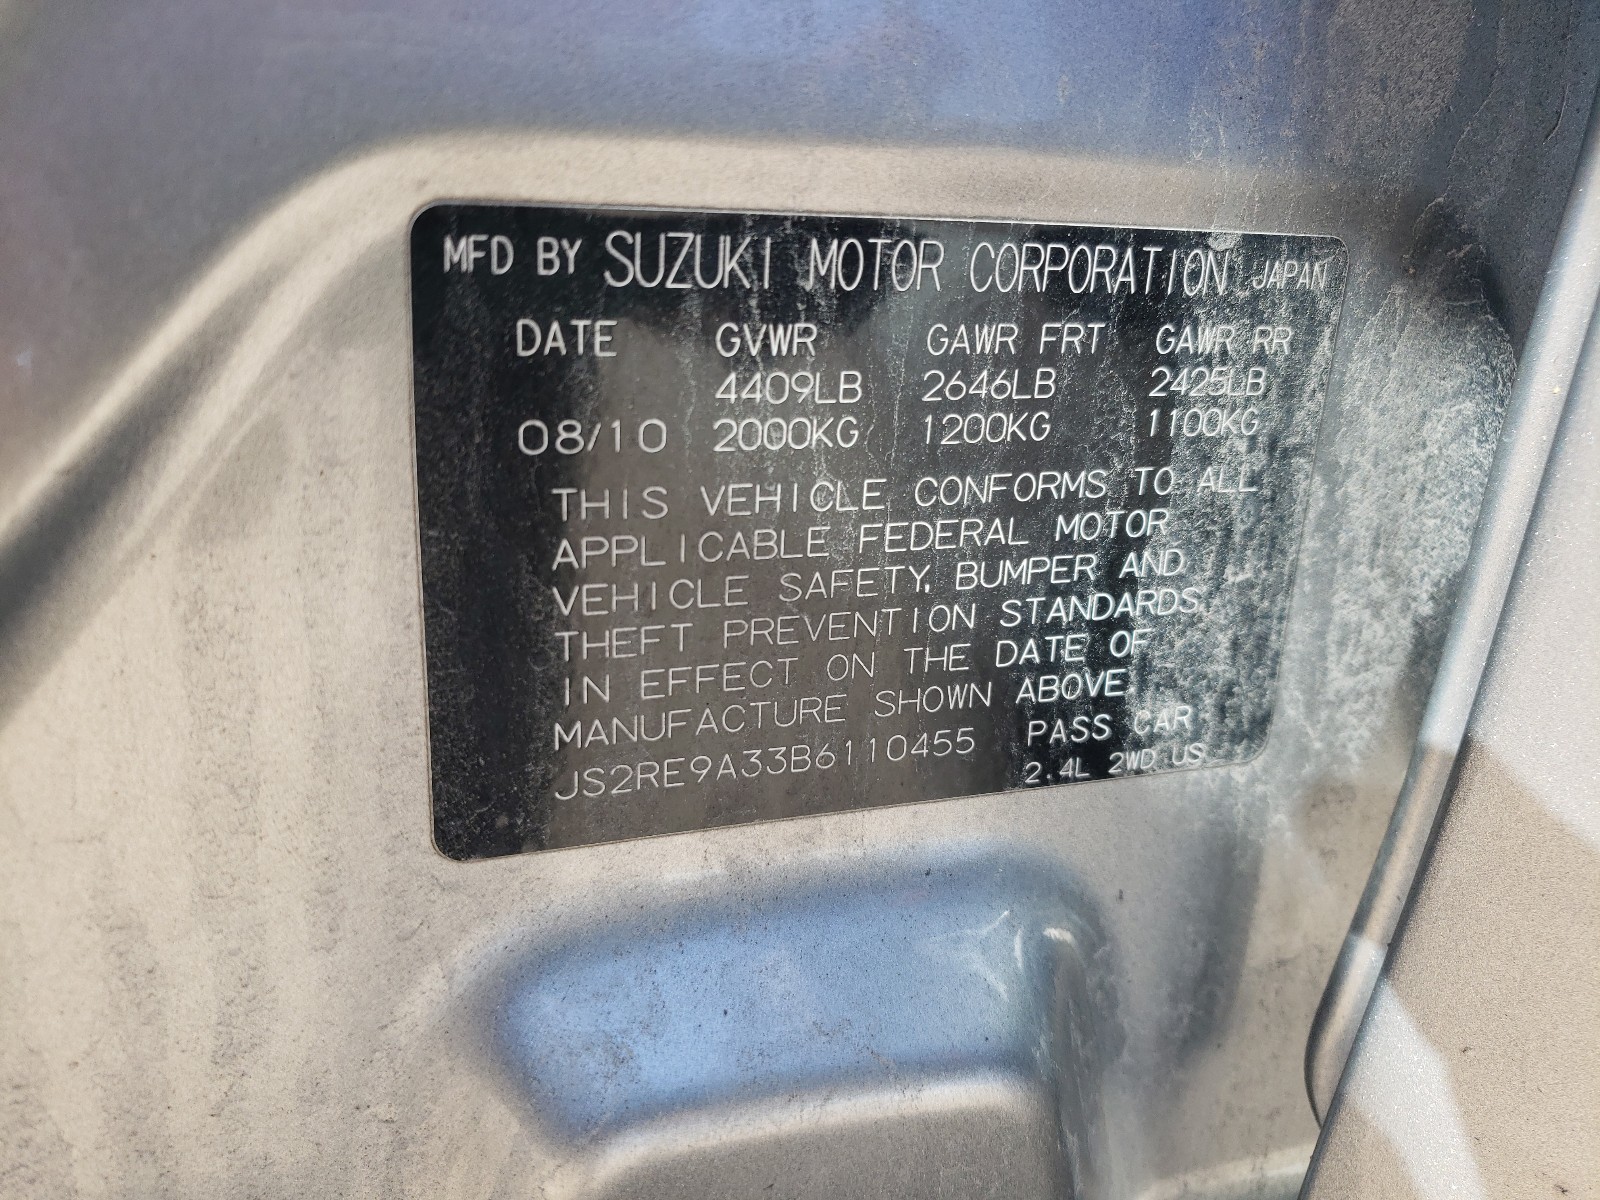 MFD BY SUZUKI MOTOR CORPORATION JAPAN
DATE GVWR GAWR FRT GAWR RR
4409LB 2646LB 2425LB
08/10 2000KG 1200KG 1100KG
THIS VEHICLE CONFORMS TO ALL
APPLICABLE FEDERAL MOTOR
VEHICLE SAFETY, BUMPER AND
THEFT PREVENTION STANDARDS
IN EFFECT ON THE DATE OF
MANUFACTURE SHOWN ABOVE.
JS2RE9A33B6110455 PASS CAR
2.4L 2WD US